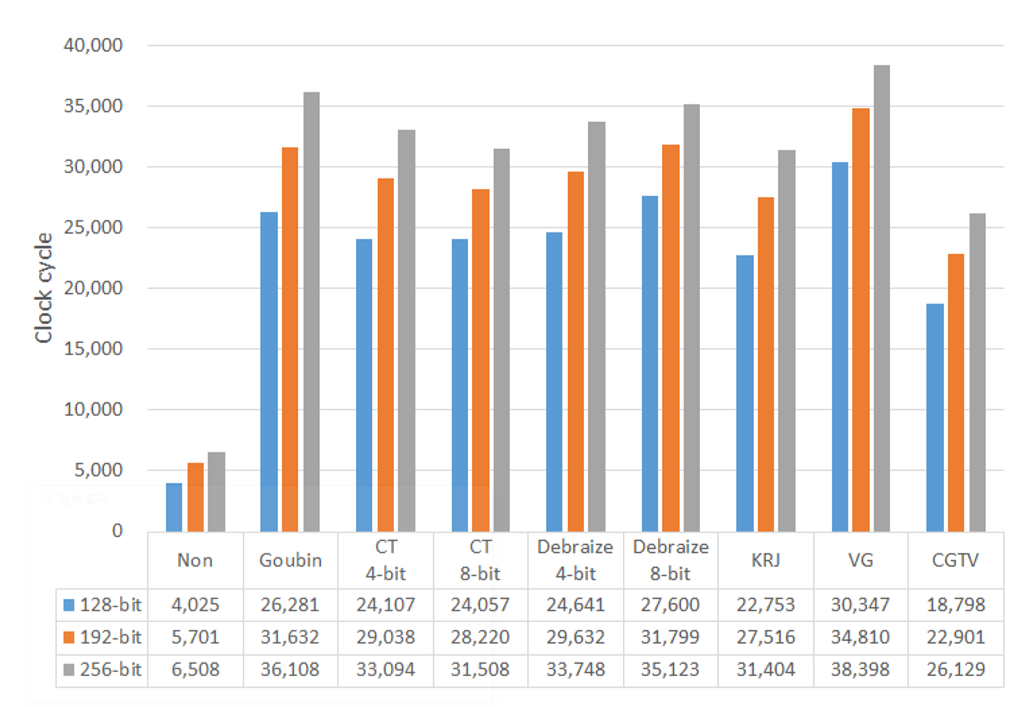 40,000
35,000
30,000
25,000
20,000
15,000
10,000
5,000
0
Clock cycle
Non Goubin CT 4-bit CT 8-bit Debraize 4-bit Debraize 8-bit KRJ VG CGTV
128-bit 4,025 26,281 24,107 24,057 24,641 27,600 22,753 30,347 18,798
192-bit 5,701 31,632 29,038 28,220 29,632 31,799 27,516 34,810 22,901
256-bit 6,508 36,108 33,094 31,508 33,748 35,123 31,404 38,398 26,129